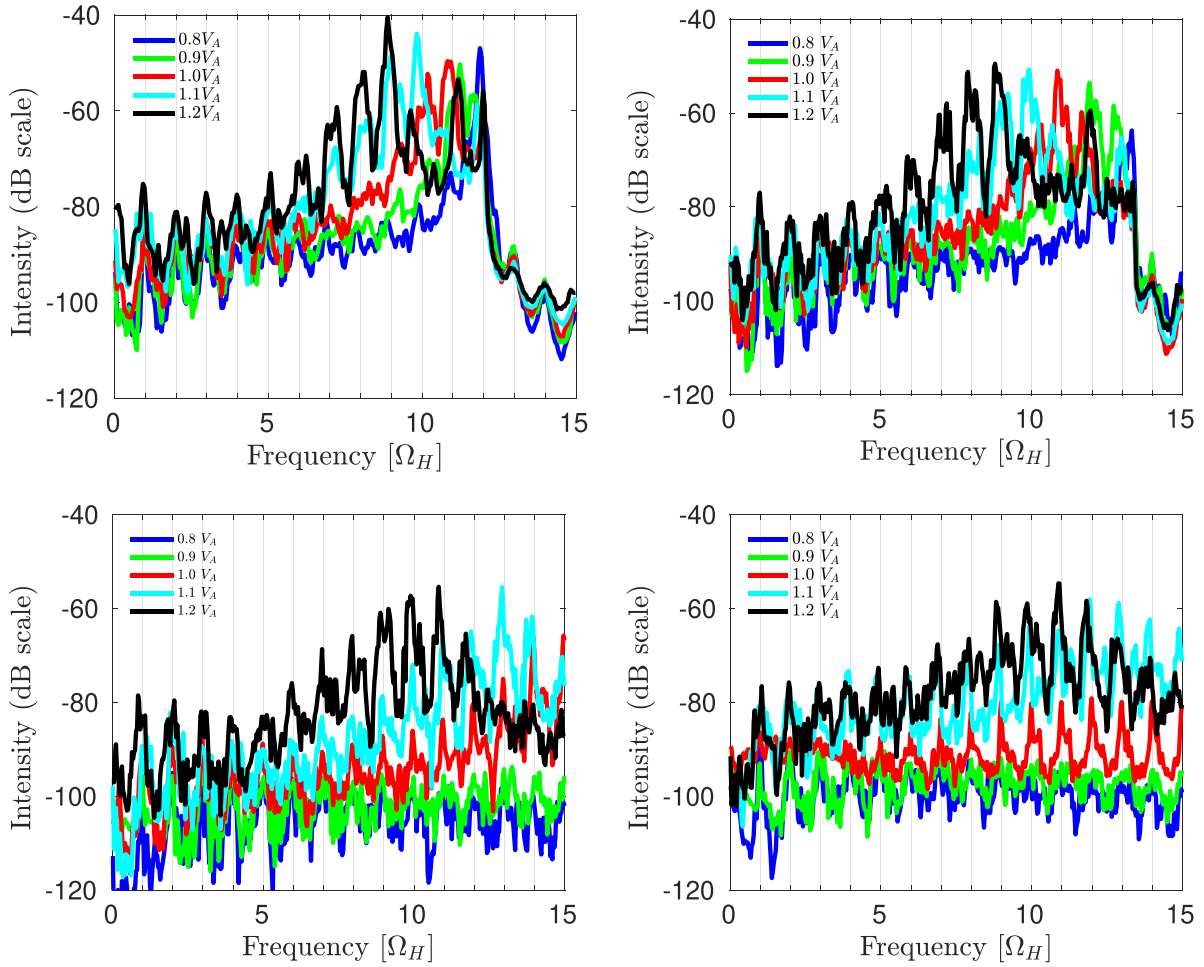 -40
-60
-80
-100
-120
Intensity (dB scale)
0.8V_A
0.9V_A
1.0V_A
1.1V_A
1.2V_A
0 5 10 15
Frequency [Ω_H]
-40
-60
-80
-100
-120
Intensity (dB scale)
0.8 V_A
0.9 V_A
1.0 V_A
1.1 V_A
1.2 V_A
0 5 10 15
Frequency [Ω_H]
-40
-60
-80
-100
-120
Intensity (dB scale)
0.8 V_A
0.9 V_A
1.0 V_A
1.1 V_A
1.2 V_A
0 5 10 15
Frequency [Ω_H]
-40
-60
-80
-100
-120
Intensity (dB scale)
0.8 V_A
0.9 V_A
1.0 V_A
1.1 V_A
1.2 V_A
0 5 10 15
Frequency [Ω_H]